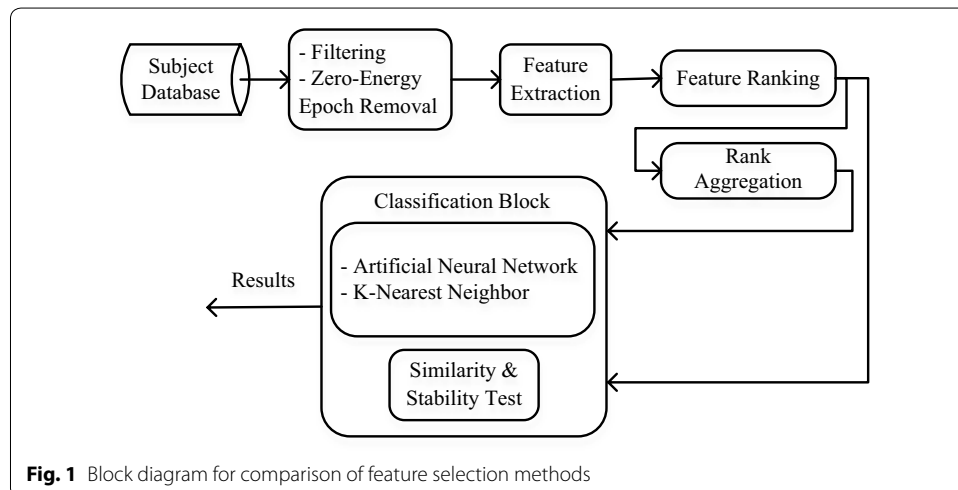 Subject
Database
- Filtering
- Zero-Energy
Epoch Removal
Feature
Extraction
Feature Ranking
Rank
Aggregation
Classification Block
- Artificial Neural Network
- K-Nearest Neighbor
Results
Similarity &
Stability Test
Fig. 1 Block diagram for comparison of feature selection methods